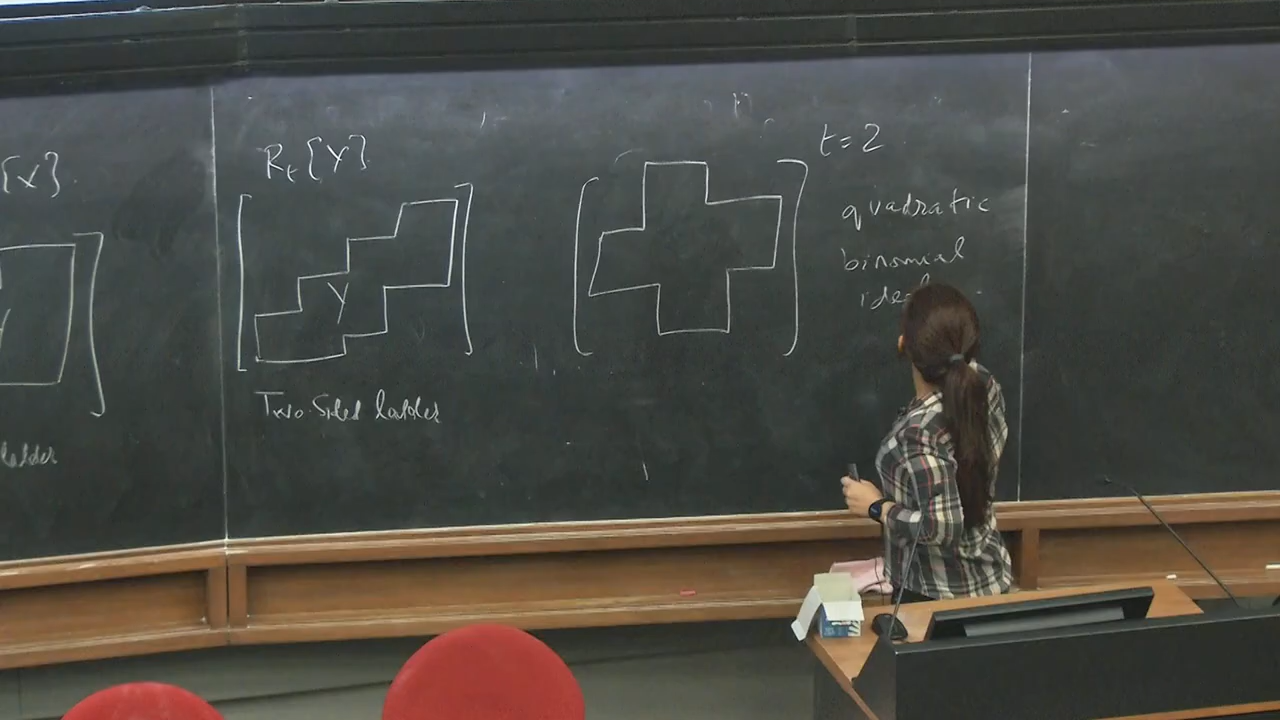 [X]
R_t[Y]
t=2
quadratic
binomial
Y
Two-Sided ladder
ladder